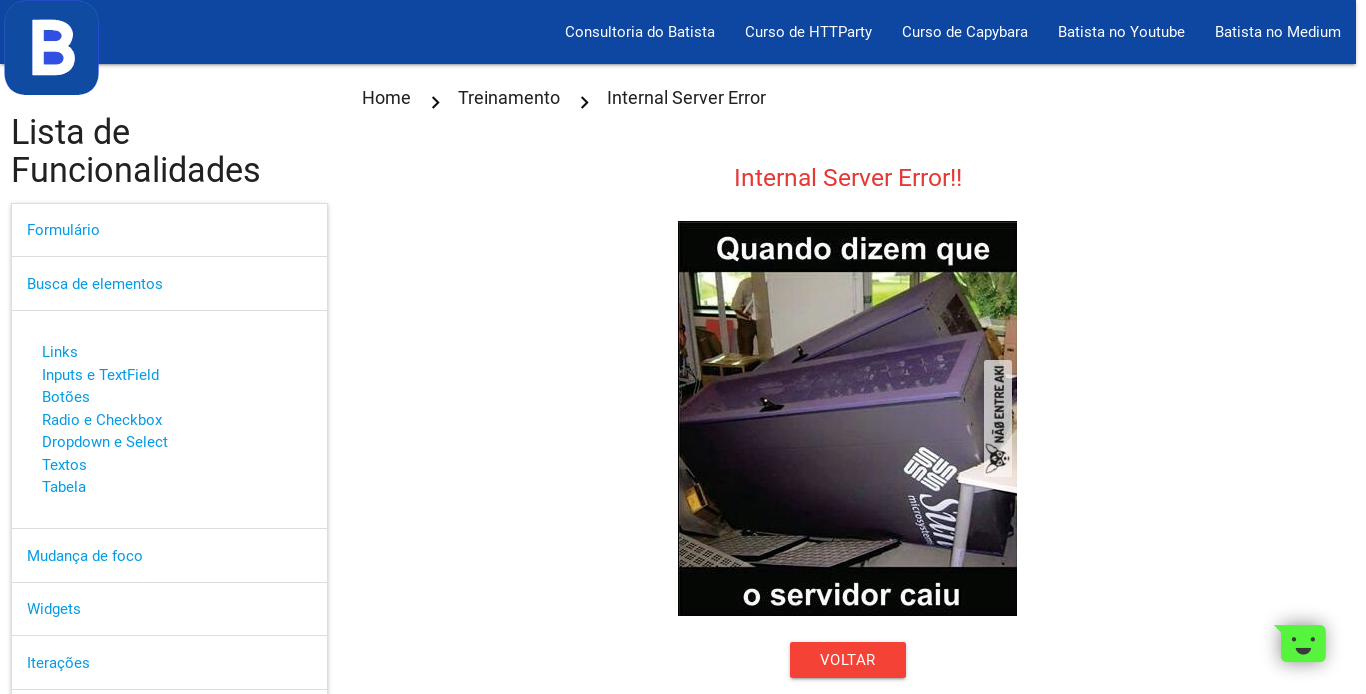 B
Consultoria do Batista
Curso de HTTParty
Curso de Capybara
Batista no Youtube
Batista no Medium
Home
Treinamento
Internal Server Error
Lista de
Funcionalidades
Formulário
Busca de elementos
Links
Inputs e TextField
Botões
Radio e Checkbox
Dropdown e Select
Textos
Tabela
Mudança de foco
Widgets
Iterações
Internal Server Error!!
Quando dizem que
NÃO ENTRE AKI
Sun
microsystems
o servidor caiu
VOLTAR